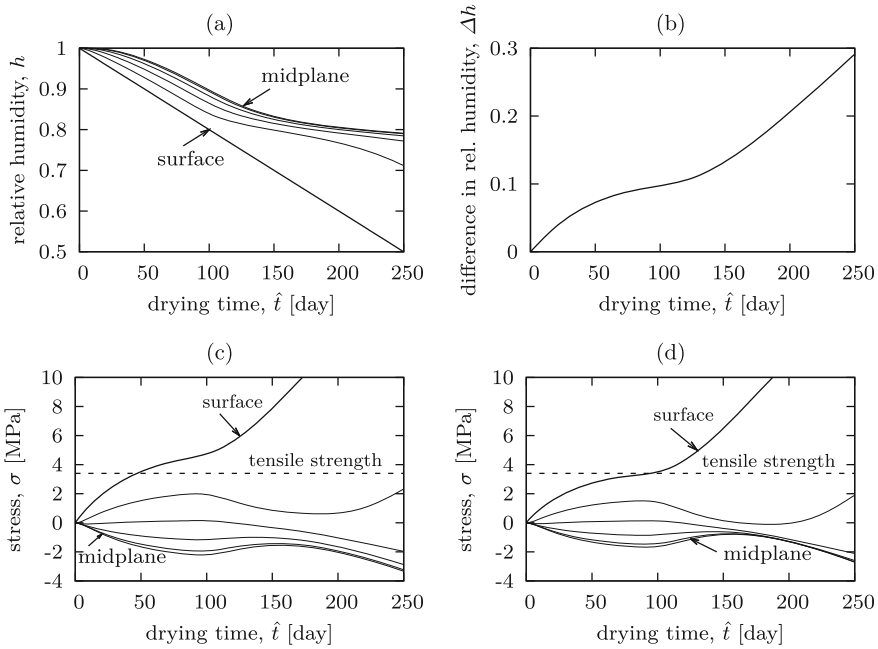 (a)
1
0.9
0.8
0.7
0.6
0.5
relative humidity, h
midplane
surface
0 50 100 150 200 250
drying time, t̂ [day]
(b)
0.3
0.2
0.1
0
difference in rel. humidity, Δh
0 50 100 150 200 250
drying time, t̂ [day]
(c)
10
8
6
4
2
0
-2
-4
stress, σ [MPa]
surface
tensile strength
midplane
0 50 100 150 200 250
drying time, t̂ [day]
(d)
10
8
6
4
2
0
-2
-4
stress, σ [MPa]
surface
tensile strength
midplane
0 50 100 150 200 250
drying time, t̂ [day]